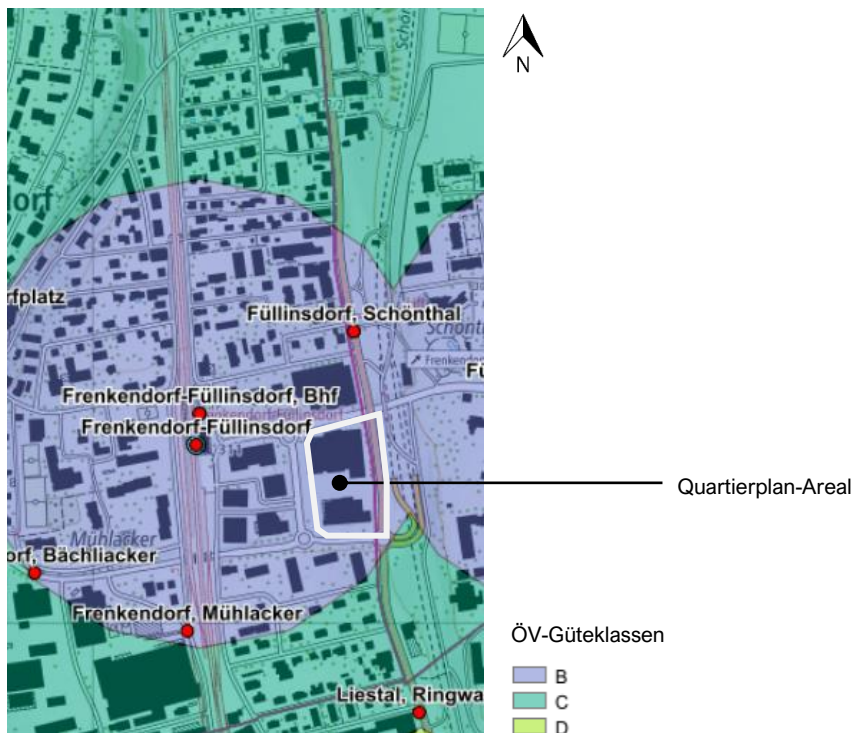 N
dorf
rfplatz
Füllinsdorf, Schönthal
Frenkendorf-Füllinsdorf, Bhf
Frenkendorf-Füllinsdorf
Quartierplan-Areal
Mühlacker
orf, Bächliacker
Frenkendorf, Mühlacker
ÖV-Güteklassen
B
Liestal, Ringwa
C
D